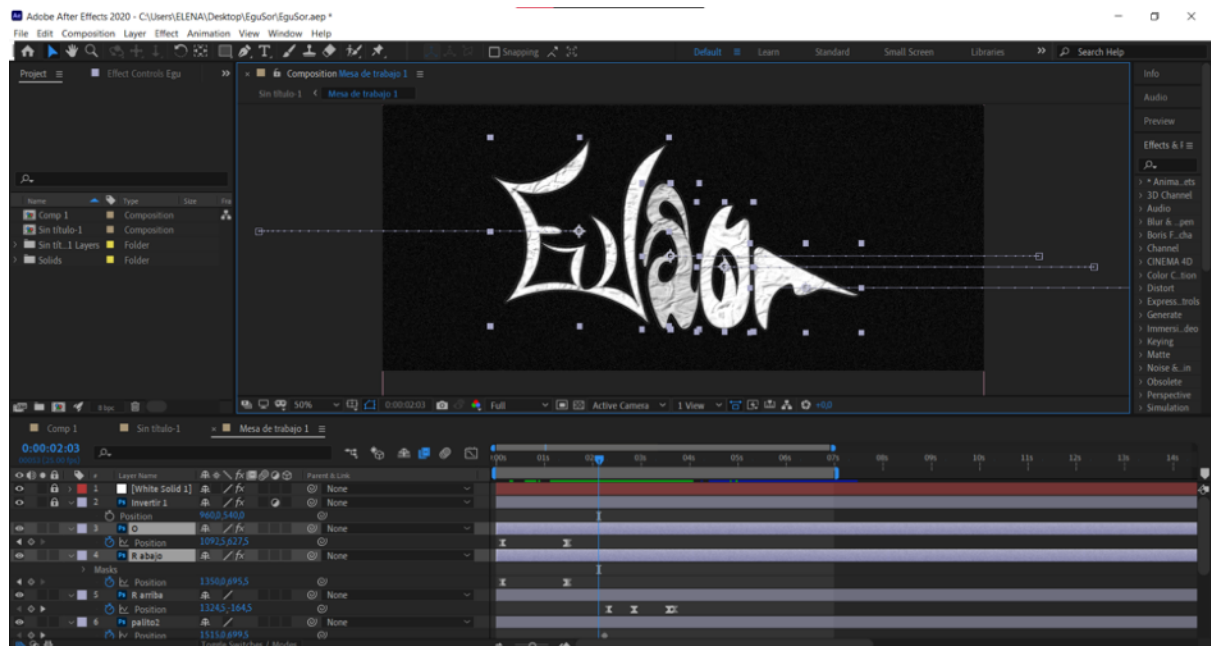 Adobe After Effects 2020 - C:\Users\ELENA\Desktop\EguSor\EguSor.aep *
File Edit Composition Layer Effect Animation View Window Help
Snapping Default Learn Standard Small Screen Libraries Search Help
Project Effect Controls Egu Composition Mesa de trabajo 1 Info
Sin título-1 Mesa de trabajo 1
Audio
Preview
Effects & F
Name Type Size
Comp 1 Composition
Sin título-1 Composition
Sin tít..1 Layers Folder
Solids Folder
* Anima..ets
3D Channel
Audio
Blur & ..pen
Boris F..cha
Channel
CINEMA 4D
Color C..tion
Distort
Express..trols
Generate
Immersi..deo
Keying
Matte
Noise &..in
Obsolete
Perspective
Simulation
8 bpc 50% 0:00:02:03 Full Active Camera 1 View +0,0
Comp 1 Sin título-1 Mesa de trabajo 1
0:00:02:03
01s 05s 06s 07s 08s 09s 10s 11s 12s 13s 14s
# Layer Name Parent & Link
1 [White Solid 1] None
2 Invertir 1 None
Position 960,0,540,0
3 O None
Position 1092,5,627,5
4 R abajo None
Masks
Position 1350,0,695,5
5 R arriba None
Position 1324,5,-164,5
6 palito2 None
Position 1515,0,699,5
Toggle Switches / Modes